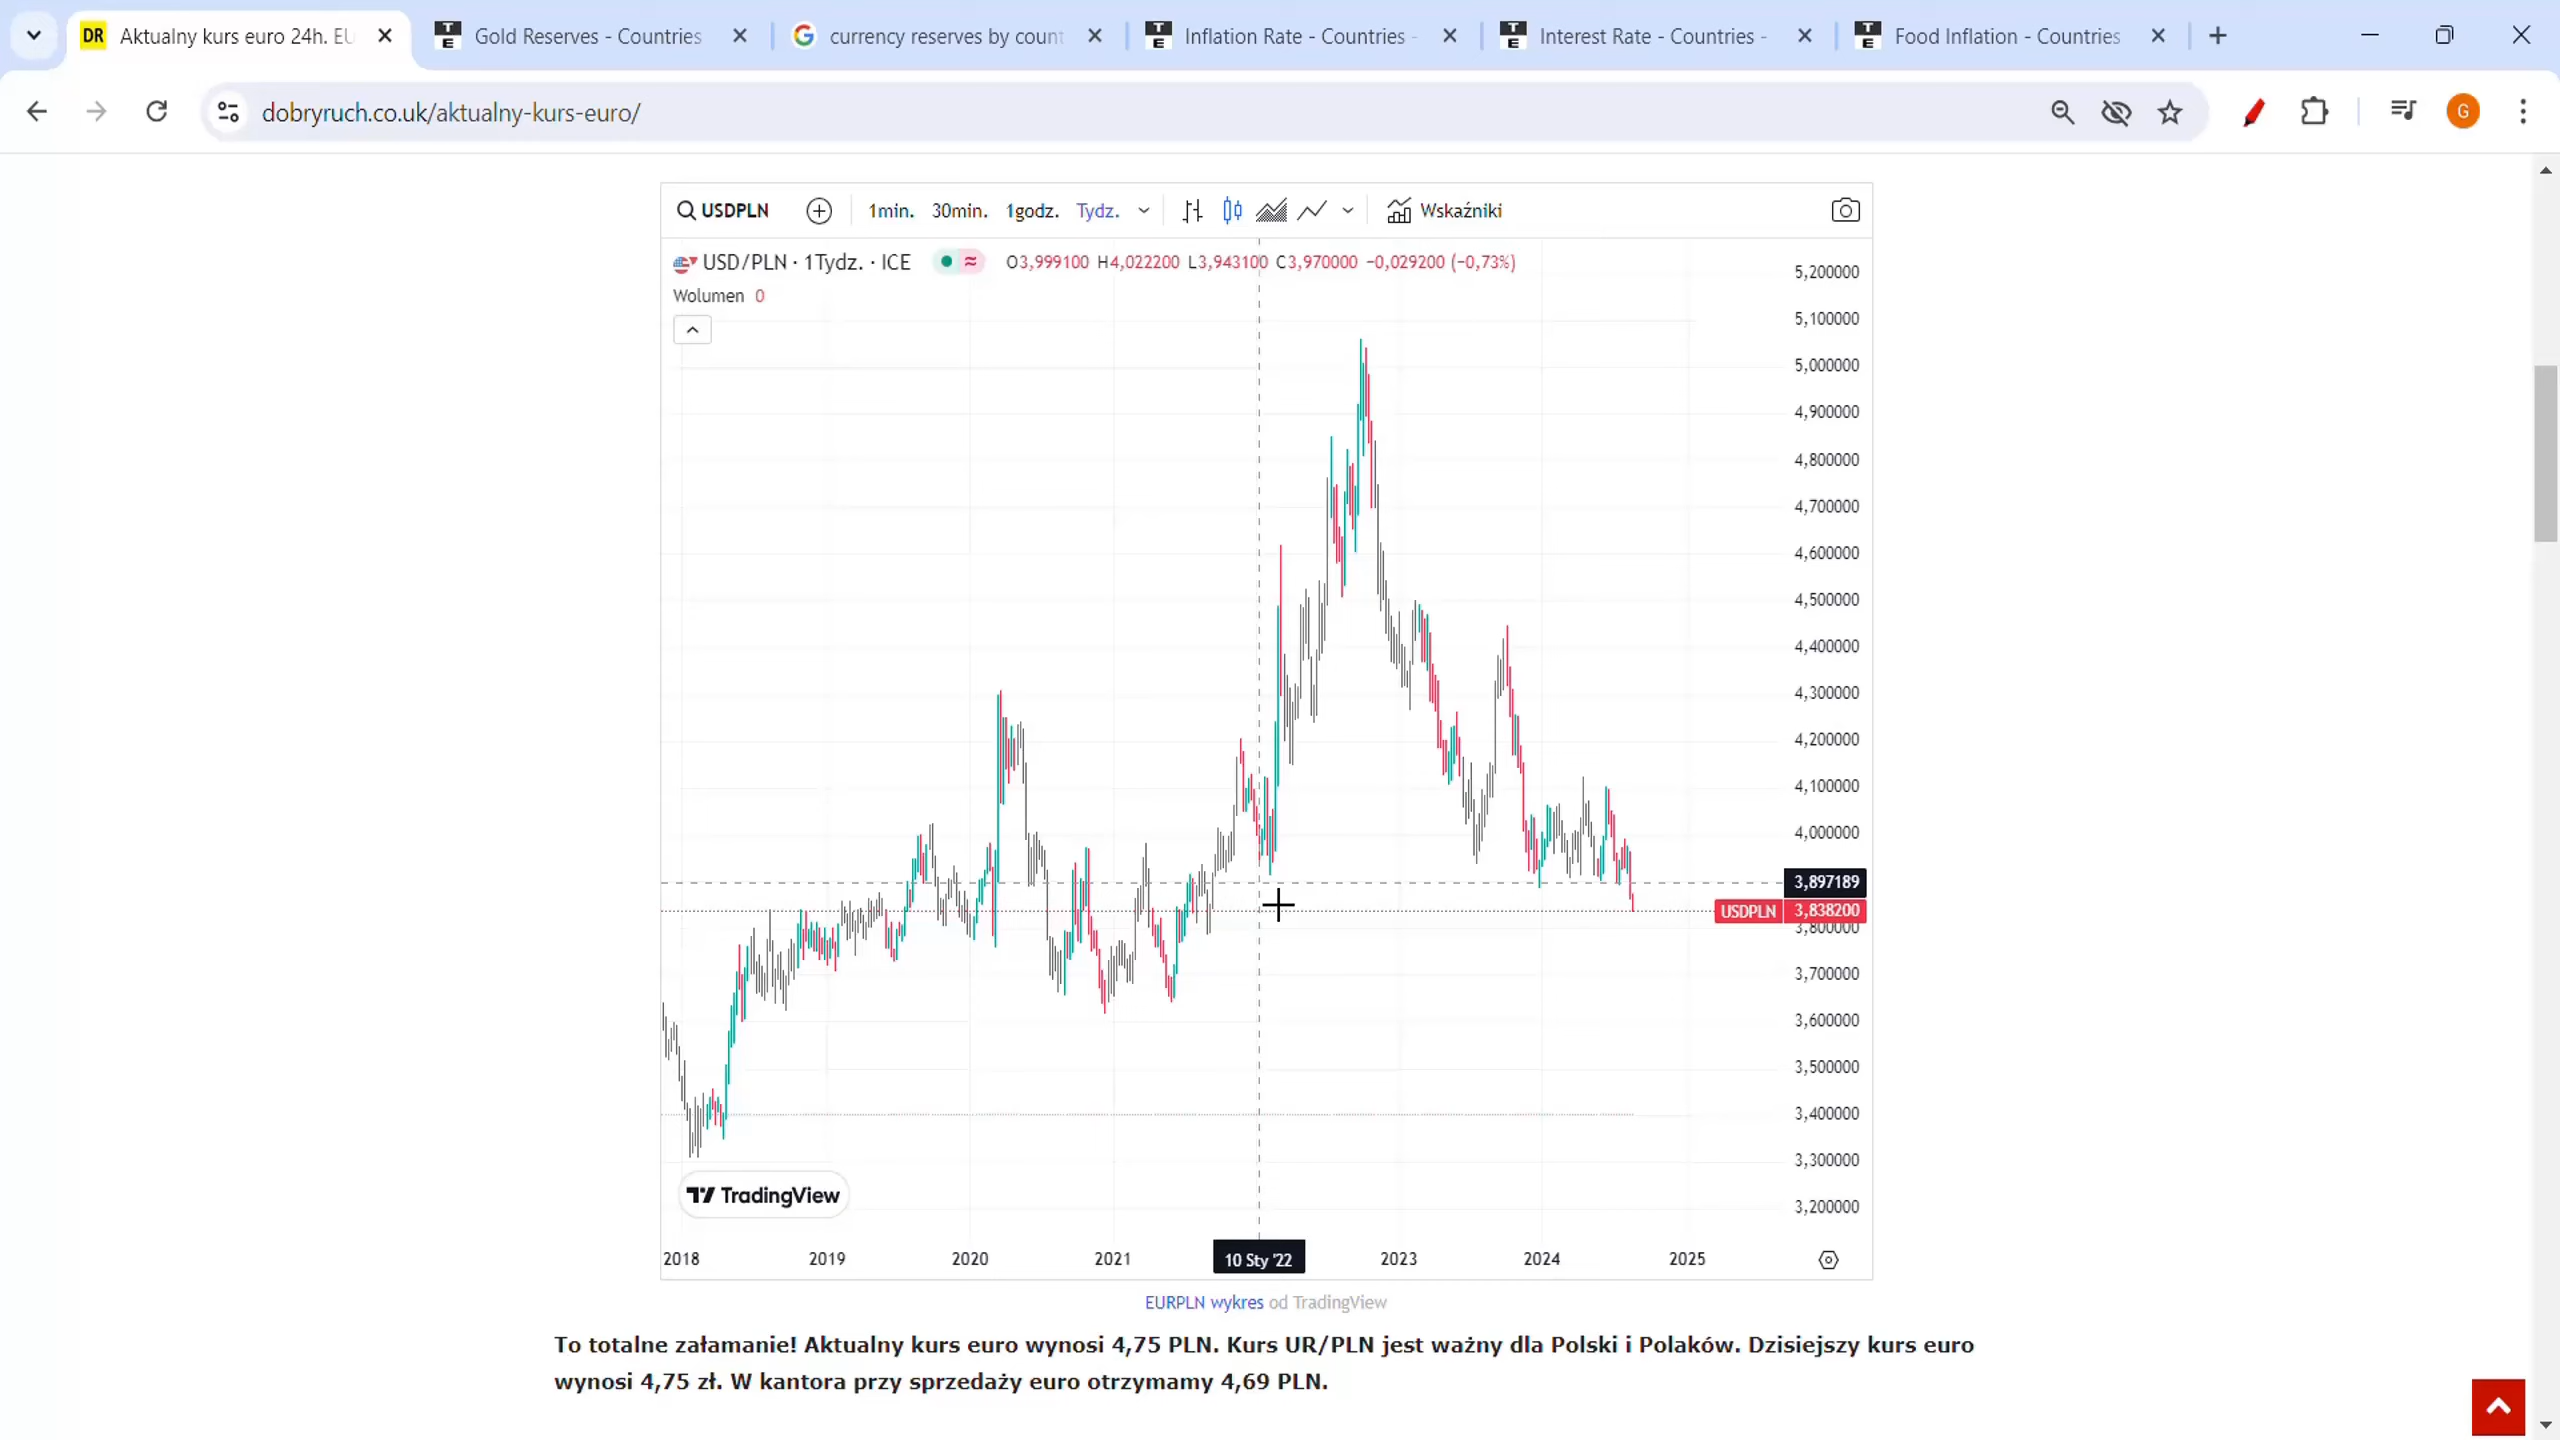 DR Aktualny kurs euro 24h. EU
TE Gold Reserves - Countries
G currency reserves by count
TE Inflation Rate - Countries -
TE Interest Rate - Countries -
TE Food Inflation - Countries
dobryruch.co.uk/aktualny-kurs-euro/
G
USDPLN 1min. 30min. 1godz. Tydz. Wskaźniki
USD/PLN · 1Tydz. · ICE O3,999100 H4,022200 L3,943100 C3,970000 −0,029200 (−0,73%)
Wolumen 0
5,200000
5,100000
5,000000
4,900000
4,800000
4,700000
4,600000
4,500000
4,400000
4,300000
4,200000
4,100000
4,000000
3,897189
USDPLN 3,838200
3,800000
3,700000
3,600000
3,500000
3,400000
3,300000
3,200000
TradingView
2018 2019 2020 2021 10 Sty '22 2023 2024 2025
EURPLN wykres od TradingView
To totalne załamanie! Aktualny kurs euro wynosi 4,75 PLN. Kurs UR/PLN jest ważny dla Polski i Polaków. Dzisiejszy kurs euro
wynosi 4,75 zł. W kantora przy sprzedaży euro otrzymamy 4,69 PLN.